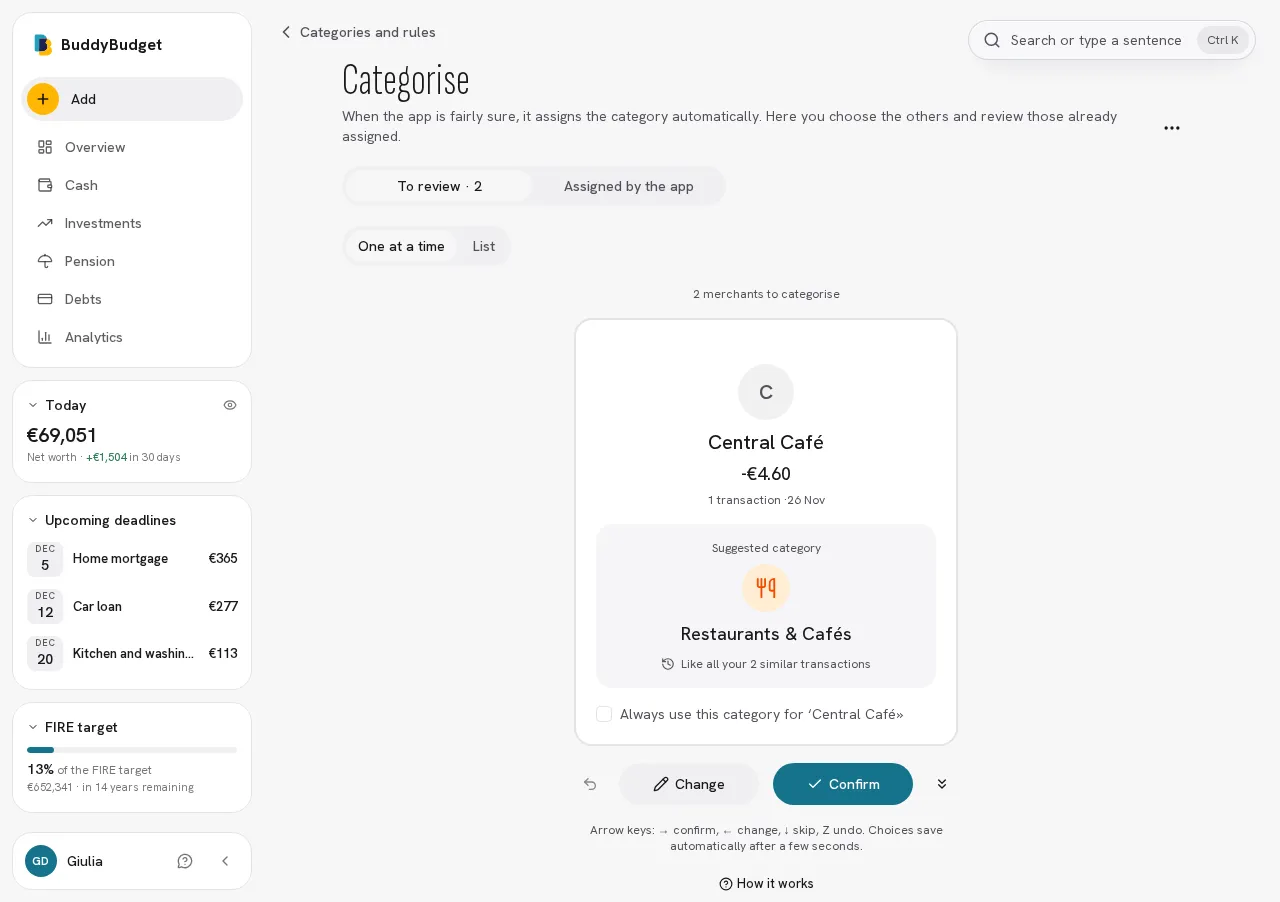 BuddyBudget
Add
Overview
Cash
Investments
Pension
Debts
Analytics
Today
€69,051
Net worth · +€1,504 in 30 days
Upcoming deadlines
DEC
5
Home mortgage
€365
DEC
12
Car loan
€277
DEC
20
Kitchen and washin...
€113
FIRE target
13% of the FIRE target
€652,341 · in 14 years remaining
GD
Giulia
Categories and rules
Search or type a sentence
Ctrl K
Categorise
When the app is fairly sure, it assigns the category automatically. Here you choose the others and review those already
assigned.
To review · 2
Assigned by the app
One at a time
List
2 merchants to categorise
C
Central Café
-€4.60
1 transaction ·26 Nov
Suggested category
Restaurants & Cafés
Like all your 2 similar transactions
Always use this category for ‘Central Café»
Change
Confirm
Arrow keys: → confirm, ← change, ↓ skip, Z undo. Choices save
automatically after a few seconds.
How it works